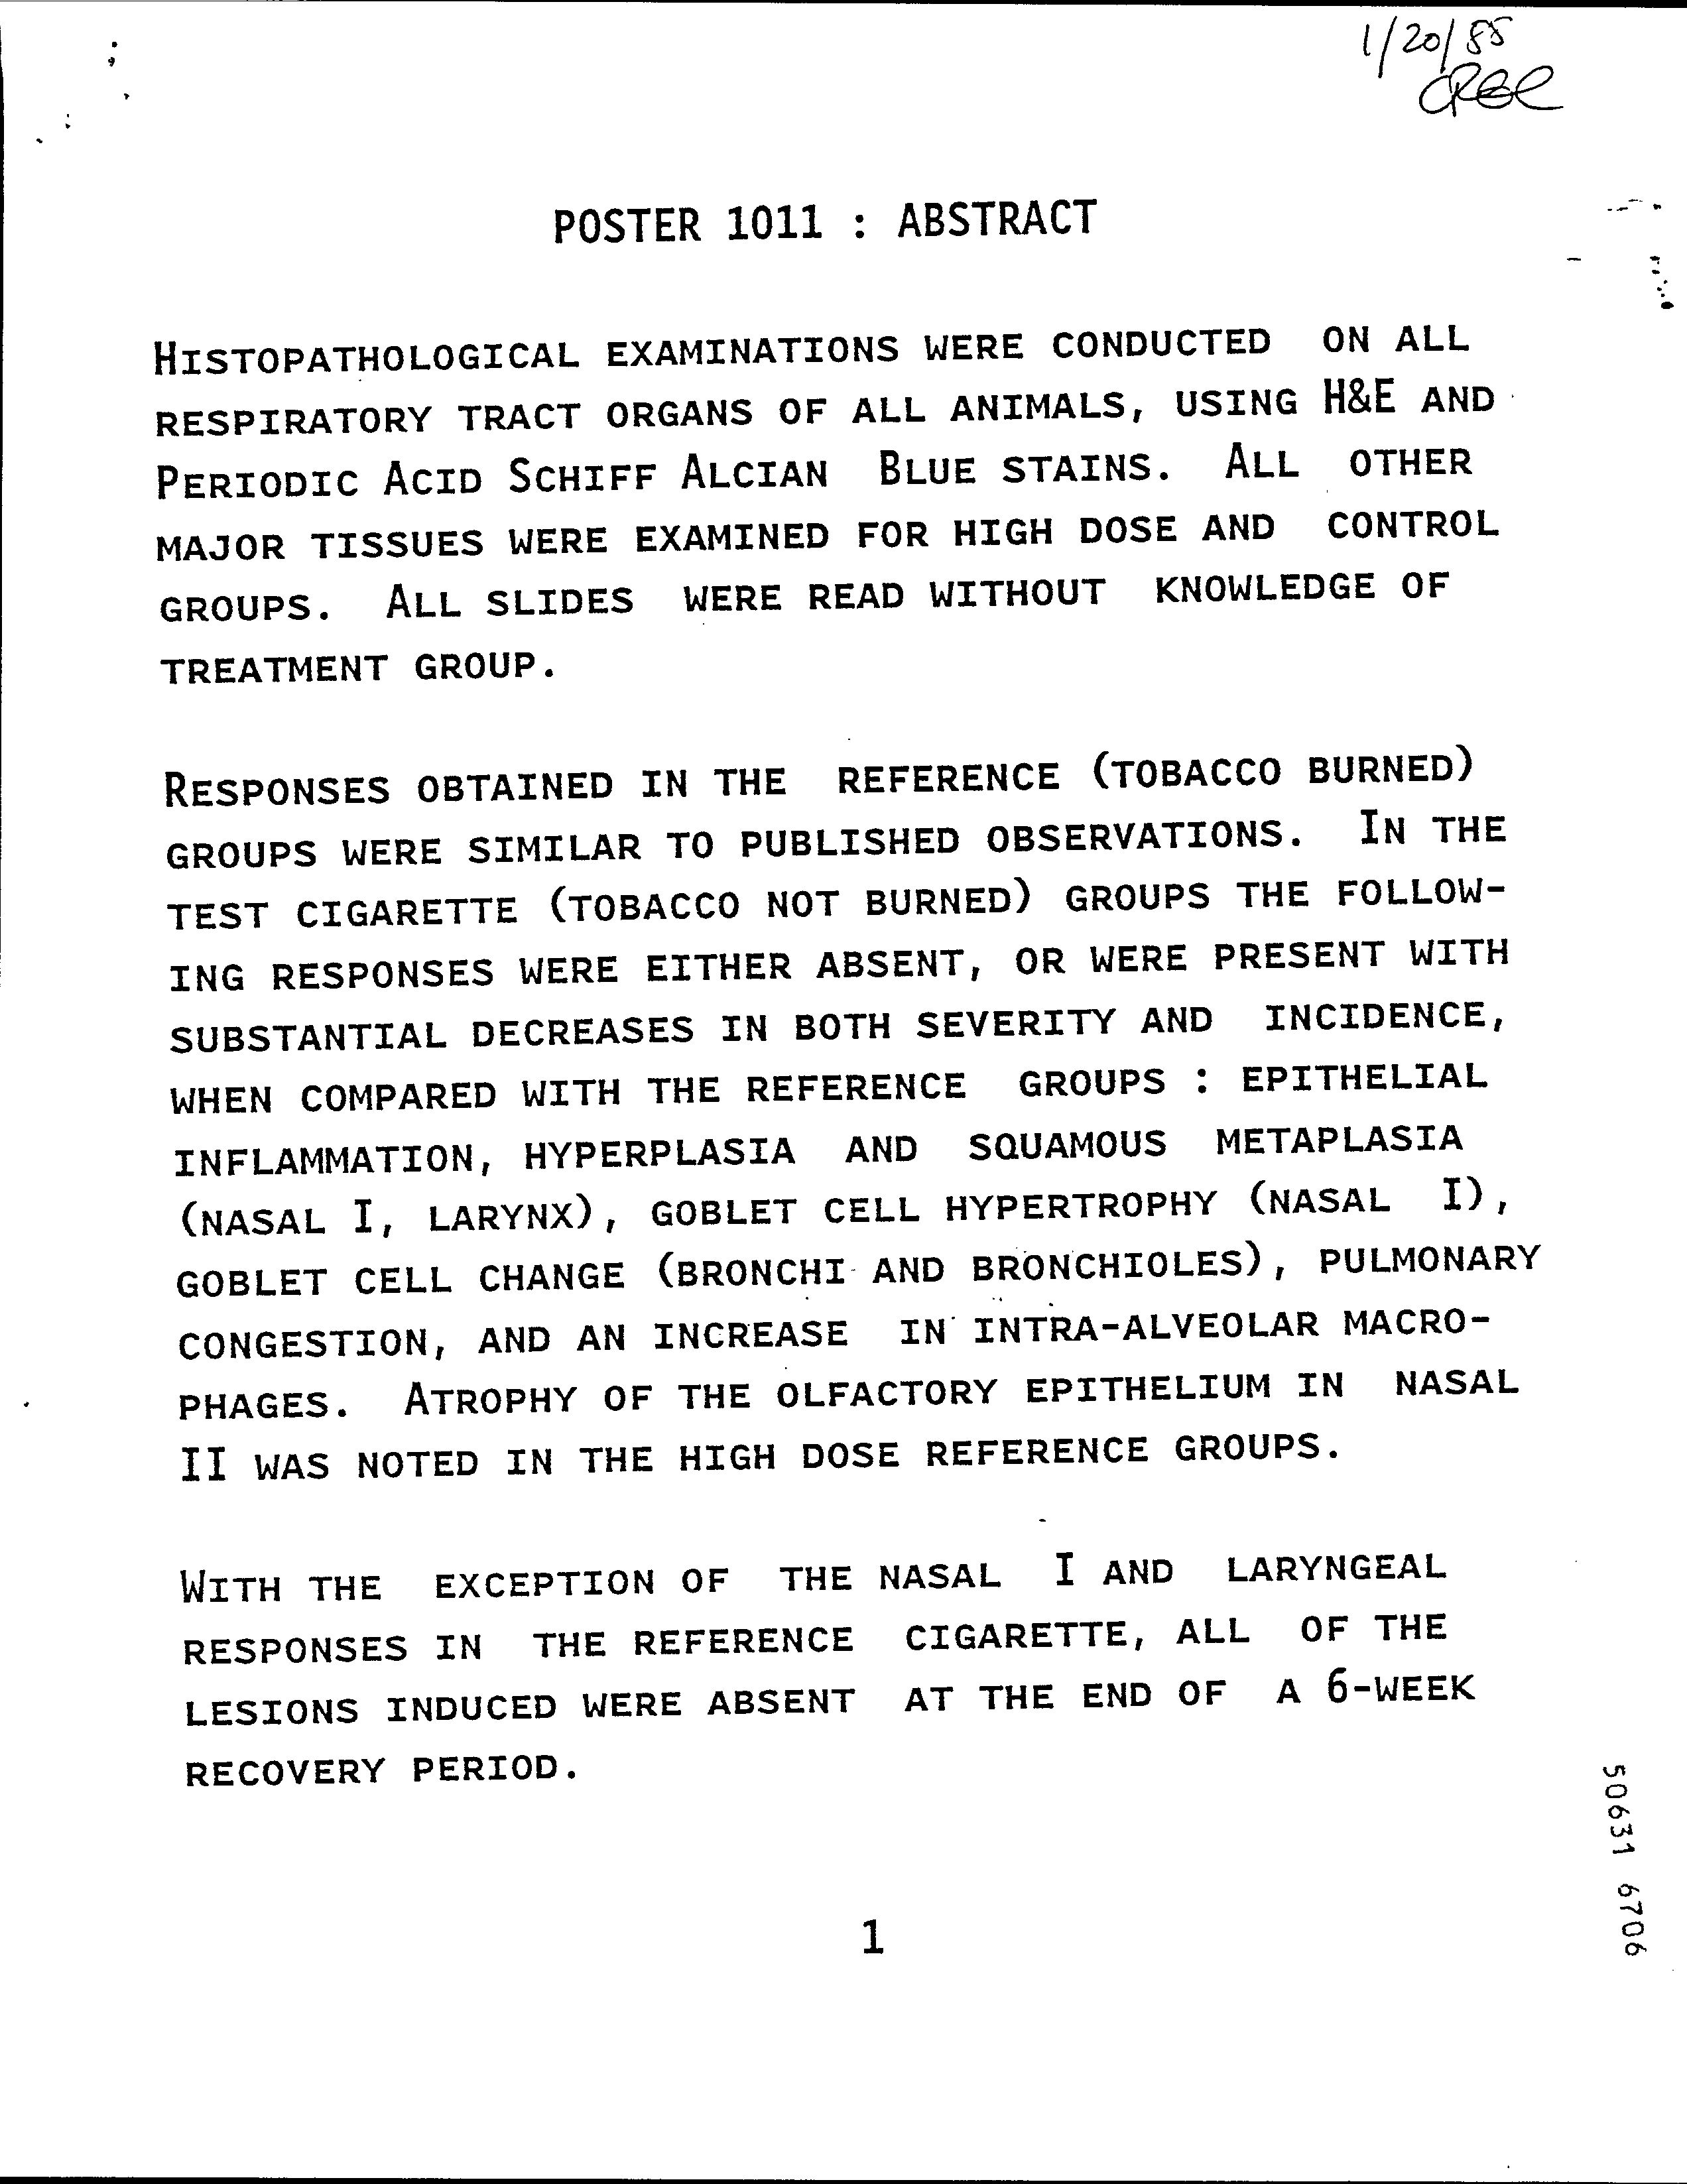 1/20/88
POSTER 1011 : ABSTRACT
HISTOPATHOLOGICAL EXAMINATIONS WERE CONDUCTED ON ALL
RESPIRATORY TRACT ORGANS OF ALL ANIMALS, USING H&E AND
PERIODIC ACID SCHIFF ALCIAN BLUE STAINS. ALL OTHER
MAJOR TISSUES WERE EXAMINED FOR HIGH DOSE AND CONTROL
GROUPS. ALL SLIDES WERE READ WITHOUT KNOWLEDGE OF
TREATMENT GROUP.
RESPONSES OBTAINED IN THE REFERENCE (TOBACCO BURNED)
GROUPS WERE SIMILAR TO PUBLISHED OBSERVATIONS. IN THE
TEST CIGARETTE (TOBACCO NOT BURNED) GROUPS THE FOLLOW-
ING RESPONSES WERE EITHER ABSENT, OR WERE PRESENT WITH
SUBSTANTIAL DECREASES IN BOTH SEVERITY AND INCIDENCE,
WHEN COMPARED WITH THE REFERENCE GROUPS : EPITHELIAL
INFLAMMATION, HYPERPLASIA AND SQUAMOUS METAPLASIA
(NASAL I, LARYNX), GOBLET CELL HYPERTROPHY (NASAL I),
GOBLET CELL CHANGE (BRONCHI AND BRONCHIOLES), PULMONARY
CONGESTION, AND AN INCREASE IN INTRA-ALVEOLAR MACRO-
PHAGES. ATROPHY OF THE OLFACTORY EPITHELIUM IN NASAL
II WAS NOTED IN THE HIGH DOSE REFERENCE GROUPS.
WITH THE EXCEPTION OF THE NASAL I AND LARYNGEAL
RESPONSES IN THE REFERENCE CIGARETTE, ALL OF THE
LESIONS INDUCED WERE ABSENT AT THE END OF A 6-WEEK
RECOVERY PERIOD.
1
50631 6706